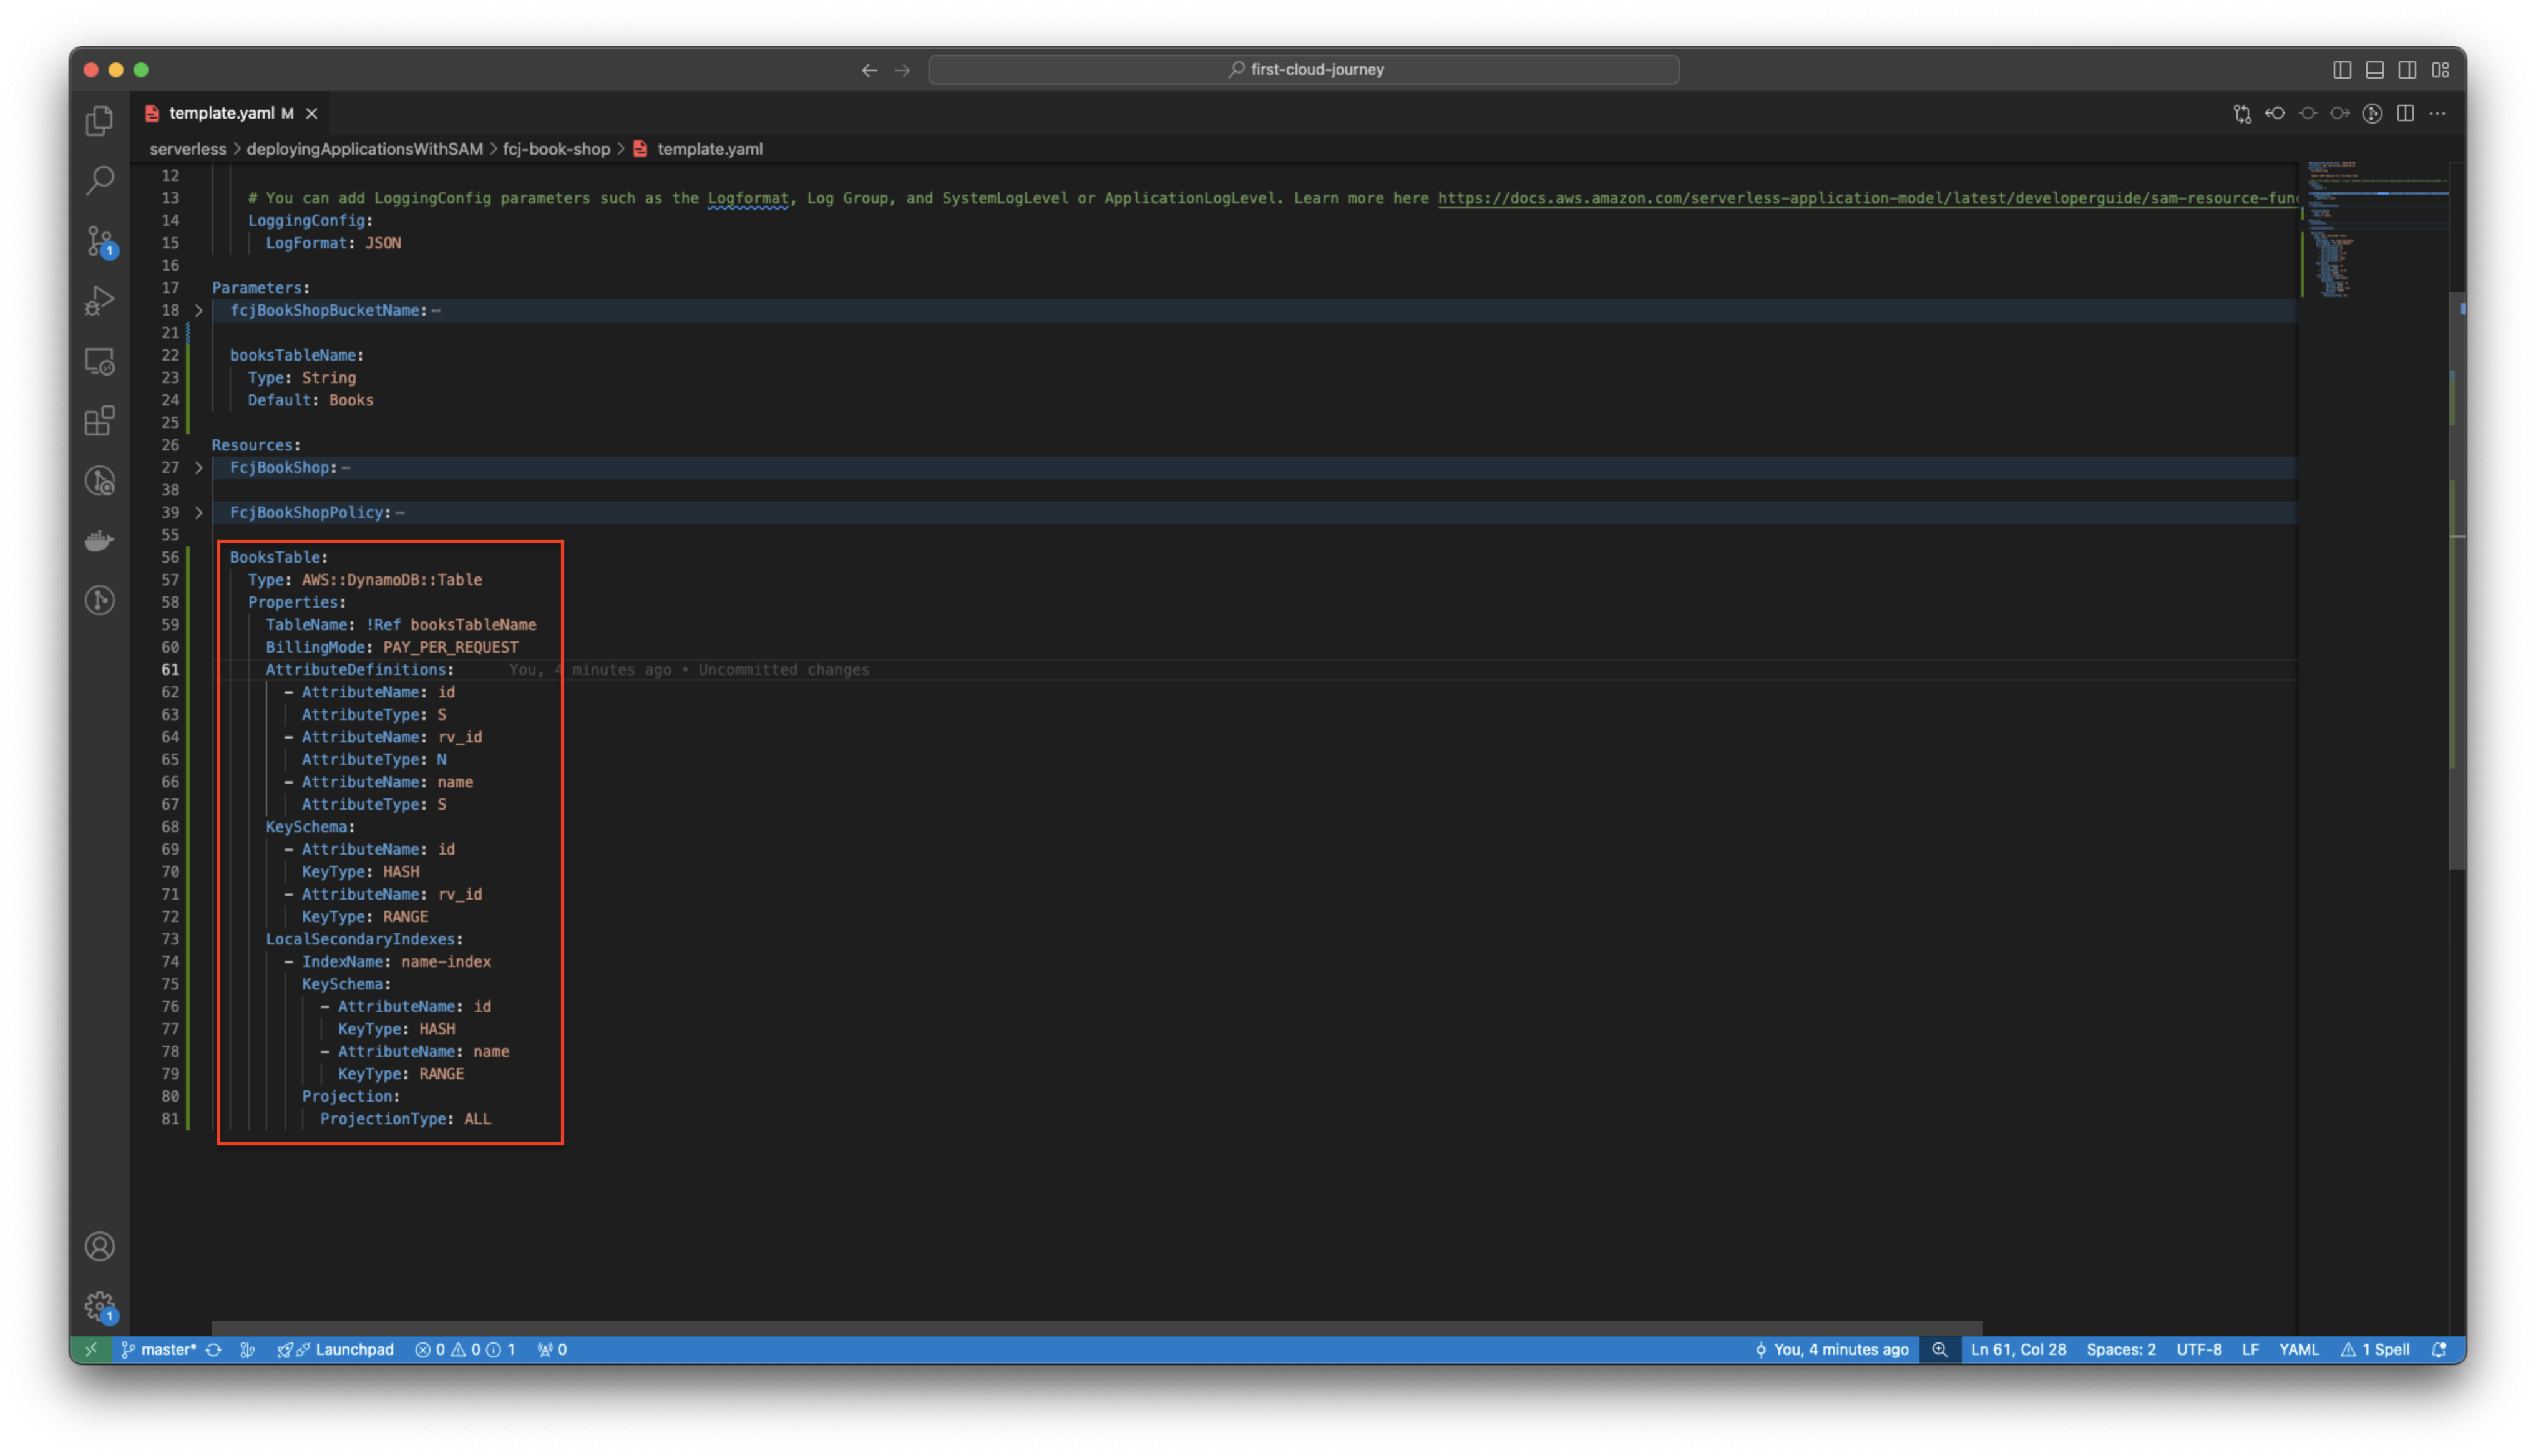 first-cloud-journey
template.yaml M
serverless > deployingApplicationsWithSAM > fcj-book-shop > template.yaml
12
13 # You can add LoggingConfig parameters such as the Logformat, Log Group, and SystemLogLevel or ApplicationLogLevel. Learn more here https://docs.aws.amazon.com/serverless-application-model/latest/developerguide/sam-resource-fun
14 LoggingConfig:
15 LogFormat: JSON
16
17 Parameters:
18 fcjBookShopBucketName:
21
22 booksTableName:
23 Type: String
24 Default: Books
25
26 Resources:
27 FcjBookShop:
38
39 FcjBookShopPolicy:
55
56 BooksTable:
57 Type: AWS::DynamoDB::Table
58 Properties:
59 TableName: !Ref booksTableName
60 BillingMode: PAY_PER_REQUEST
61 AttributeDefinitions: You, 4 minutes ago • Uncommitted changes
62 - AttributeName: id
63 AttributeType: S
64 - AttributeName: rv_id
65 AttributeType: N
66 - AttributeName: name
67 AttributeType: S
68 KeySchema:
69 - AttributeName: id
70 KeyType: HASH
71 - AttributeName: rv_id
72 KeyType: RANGE
73 LocalSecondaryIndexes:
74 - IndexName: name-index
75 KeySchema:
76 - AttributeName: id
77 KeyType: HASH
78 - AttributeName: name
79 KeyType: RANGE
80 Projection:
81 ProjectionType: ALL
1
1
master* Launchpad 0 0 1 0 You, 4 minutes ago Ln 61, Col 28 Spaces: 2 UTF-8 LF YAML 1 Spell